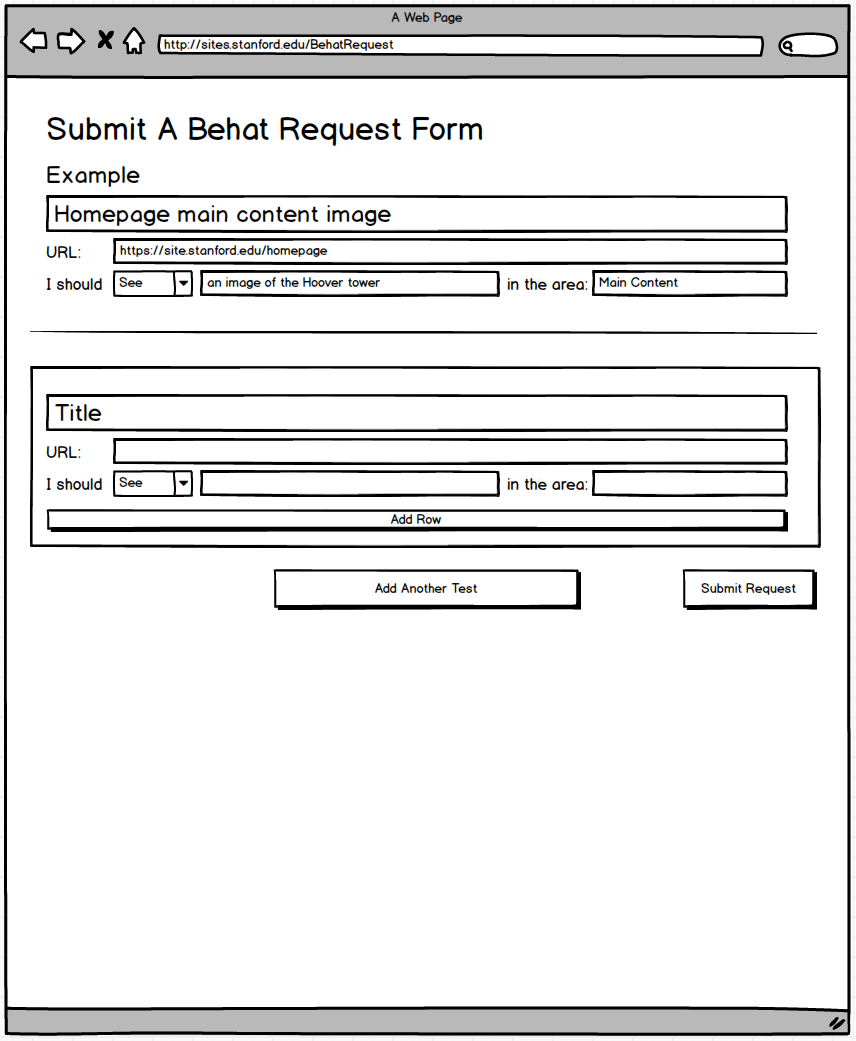 A Web Page
http://sites.stanford.edu/BehatRequest
Submit A Behat Request Form
Example
Homepage main content image
URL: https://site.stanford.edu/homepage
I should See an image of the Hoover tower in the area: Main Content
Title
URL:
I should See in the area:
Add Row
Add Another Test Submit Request